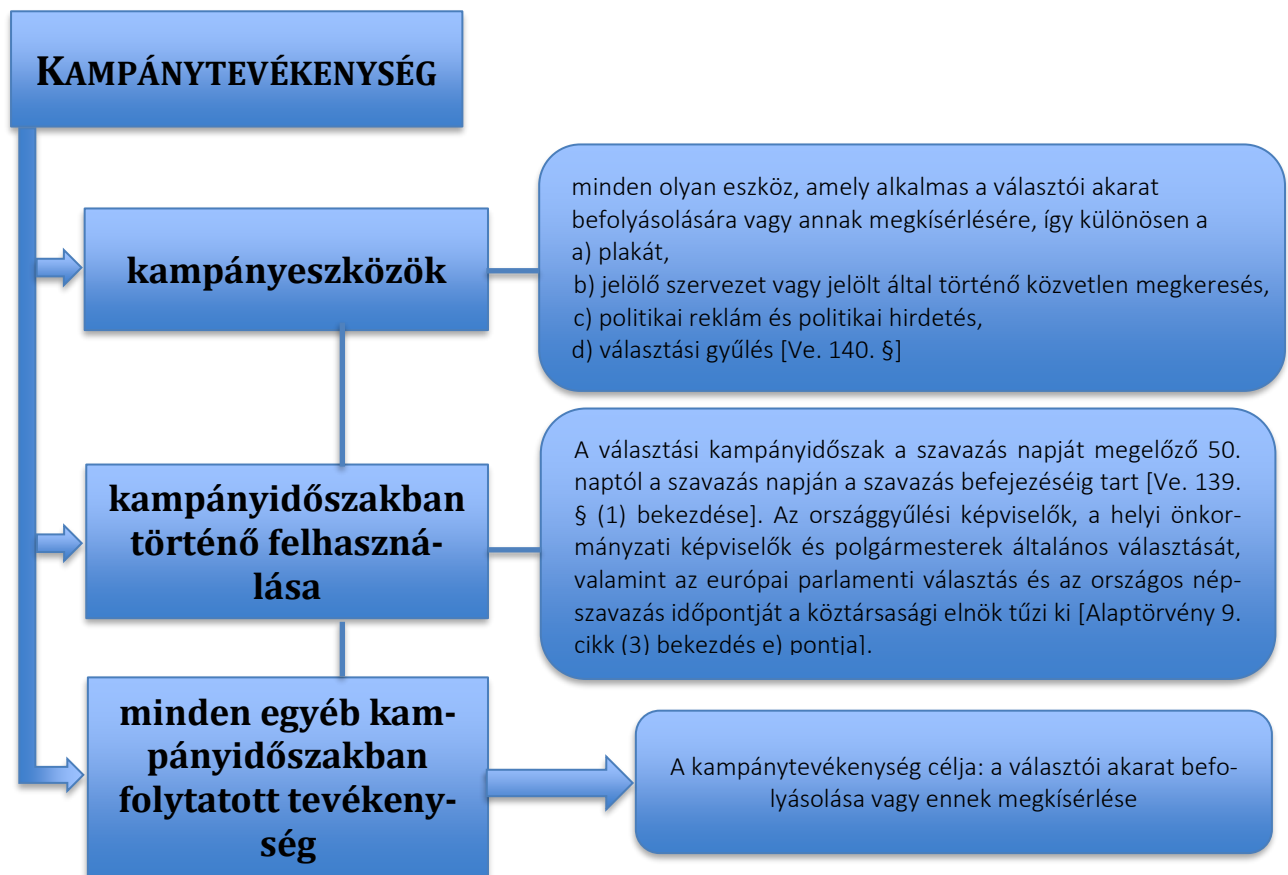 KAMPÁNYTEVÉKENYSÉG
kampányeszközök
minden olyan eszköz, amely alkalmas a választói akarat
befolyásolására vagy annak megkísérlésére, így különösen a
a) plakát,
b) jelölő szervezet vagy jelölt által történő közvetlen megkeresés,
c) politikai reklám és politikai hirdetés,
d) választási gyűlés [Ve. 140. §]
kampányidőszakban
történő felhaszná-
lása
A választási kampányidőszak a szavazás napját megelőző 50.
naptól a szavazás napján a szavazás befejezéséig tart [Ve. 139.
§ (1) bekezdése]. Az országgyűlési képviselők, a helyi önkor-
mányzati képviselők és polgármesterek általános választását,
valamint az európai parlamenti választás és az országos nép-
szavazás időpontját a köztársasági elnök tűzi ki [Alaptörvény 9.
cikk (3) bekezdés e) pontja].
minden egyéb kam-
pányidőszakban
folytatott tevékeny-
ség
A kampánytevékenység célja: a választói akarat befo-
lyásolása vagy ennek megkísérlése